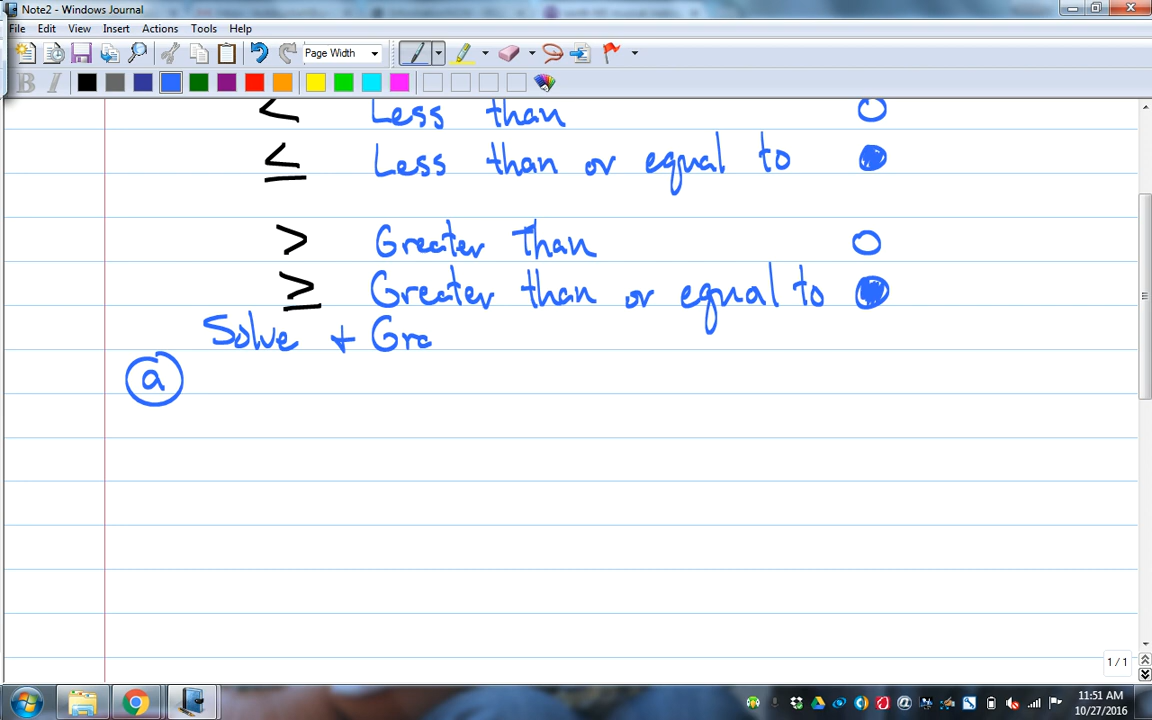 Note2 - Windows Journal
File Edit View Insert Actions Tools Help
Page Width
B I
< Less than
≤ Less than or equal to
> Greater than
≥ Greater than or equal to
Solve + Gra
a
1 / 1
11:51 AM
10/27/2016